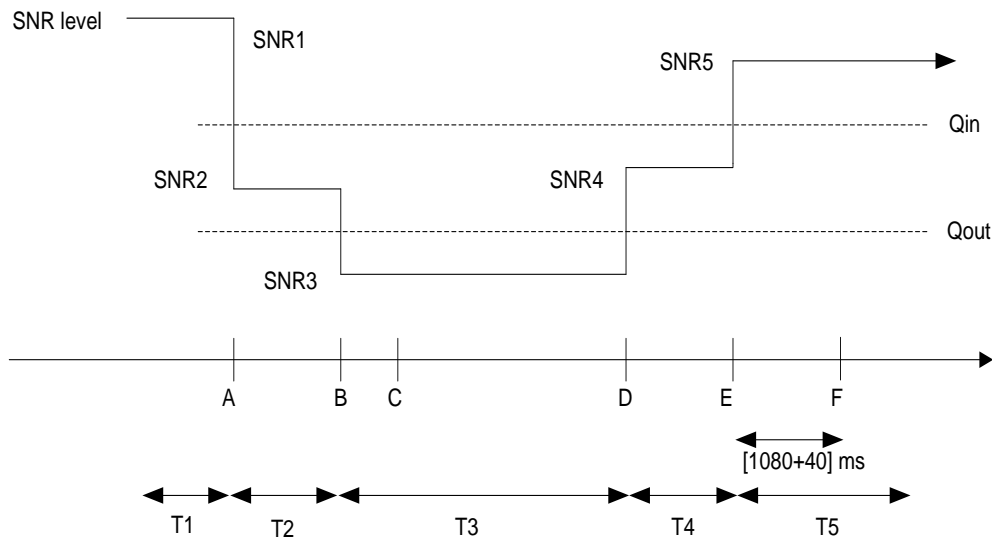 SNR level
SNR1
SNR5
Qin
SNR2
SNR4
Qout
SNR3
A
B
C
D
E
F
[1080+40] ms
T1
T2
T3
T4
T5